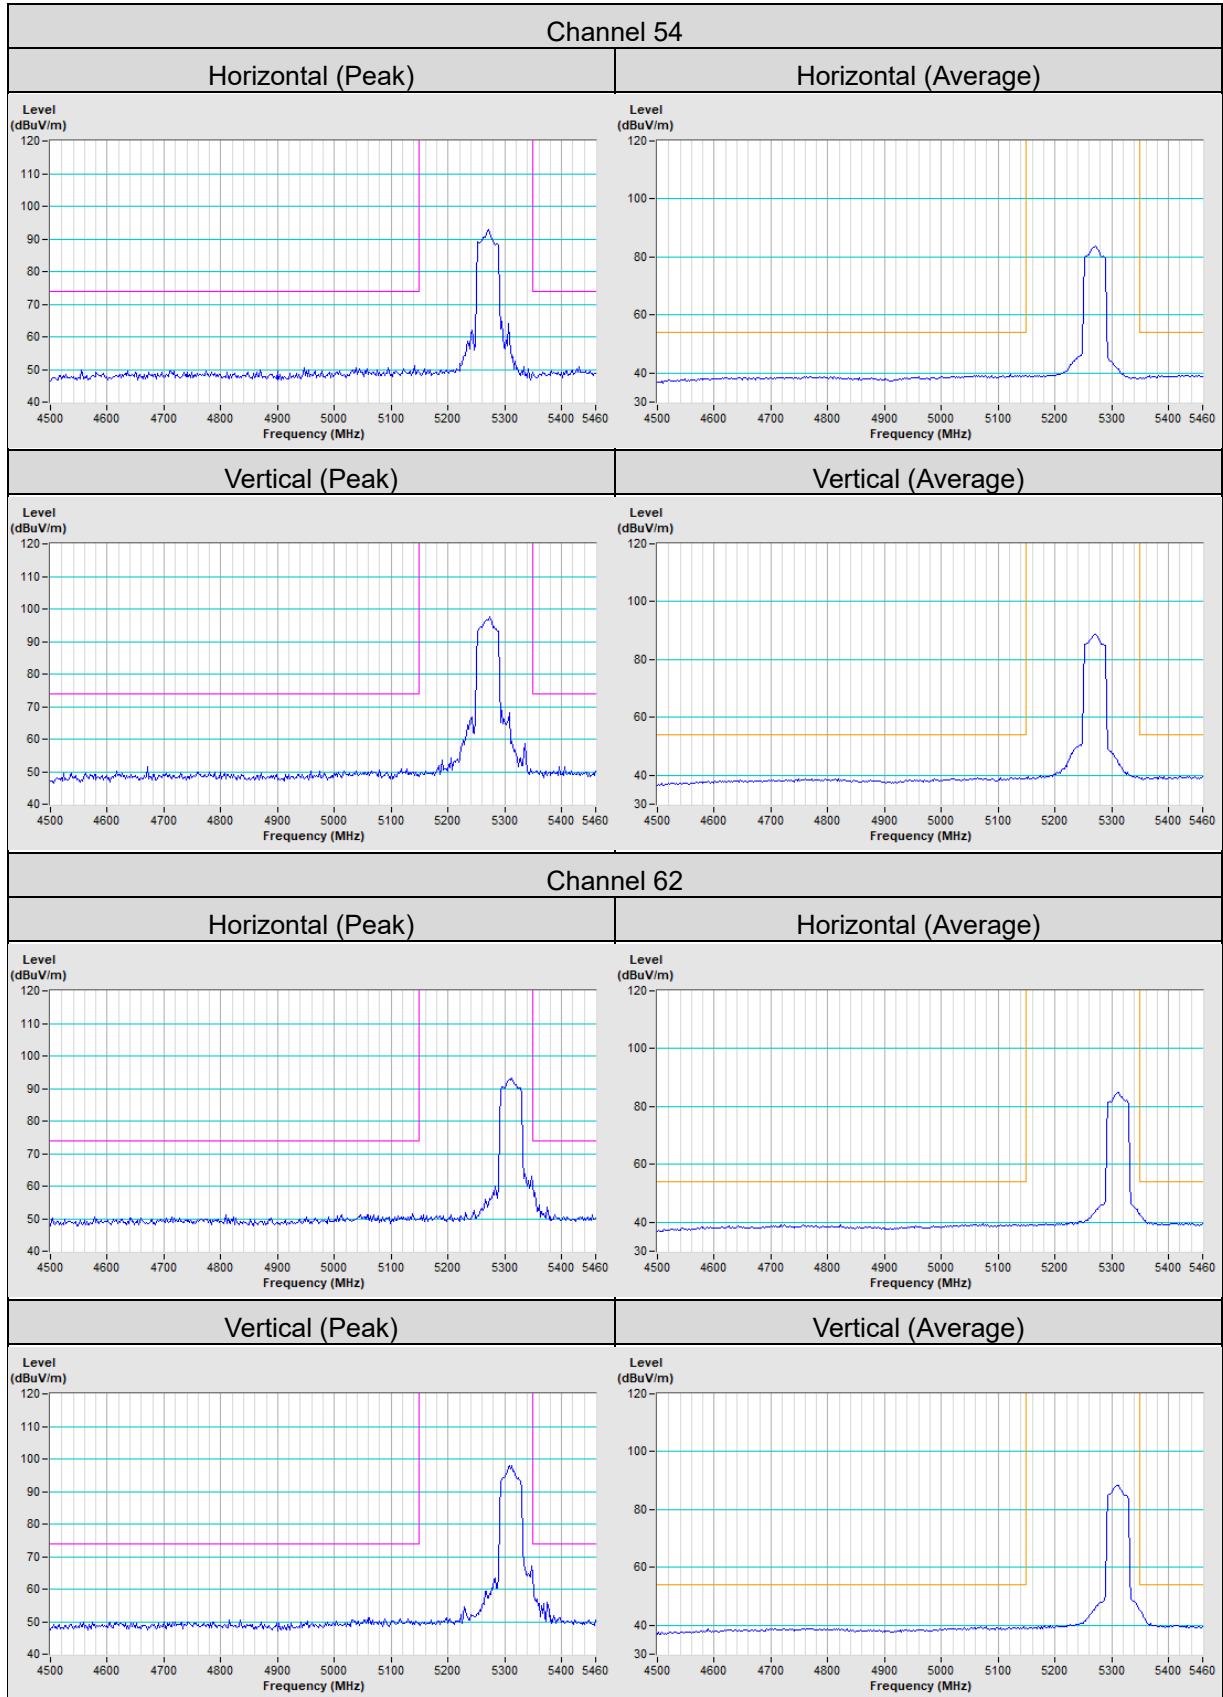 Channel 54
Horizontal (Peak) Horizontal (Average)
Level Level
(dBuV/m) (dBuV/m)
120 120
110
100 100
90
80 80
70
60 60
50
40 40
30
4500 4600 4700 4800 4900 5000 5100 5200 5300 5400 5460 4500 4600 4700 4800 4900 5000 5100 5200 5300 5400 5460
Frequency (MHz) Frequency (MHz)
Vertical (Peak) Vertical (Average)
Level Level
(dBuV/m) (dBuV/m)
120 120
110
100 100
90
80 80
70
60 60
50
40 40
30
4500 4600 4700 4800 4900 5000 5100 5200 5300 5400 5460 4500 4600 4700 4800 4900 5000 5100 5200 5300 5400 5460
Frequency (MHz) Frequency (MHz)
Channel 62
Horizontal (Peak) Horizontal (Average)
Level Level
(dBuV/m) (dBuV/m)
120 120
110
100 100
90
80 80
70
60 60
50
40 40
30
4500 4600 4700 4800 4900 5000 5100 5200 5300 5400 5460 4500 4600 4700 4800 4900 5000 5100 5200 5300 5400 5460
Frequency (MHz) Frequency (MHz)
Vertical (Peak) Vertical (Average)
Level Level
(dBuV/m) (dBuV/m)
120 120
110
100 100
90
80 80
70
60 60
50
40 40
30
4500 4600 4700 4800 4900 5000 5100 5200 5300 5400 5460 4500 4600 4700 4800 4900 5000 5100 5200 5300 5400 5460
Frequency (MHz) Frequency (MHz)